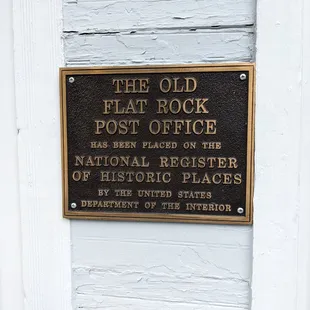 THE OLD
FLAT ROCK
POST OFFICE
HAS BEEN PLACED ON THE
NATIONAL REGISTER
OF HISTORIC PLACES
BY THE UNITED STATES
DEPARTMENT OF THE INTERIOR